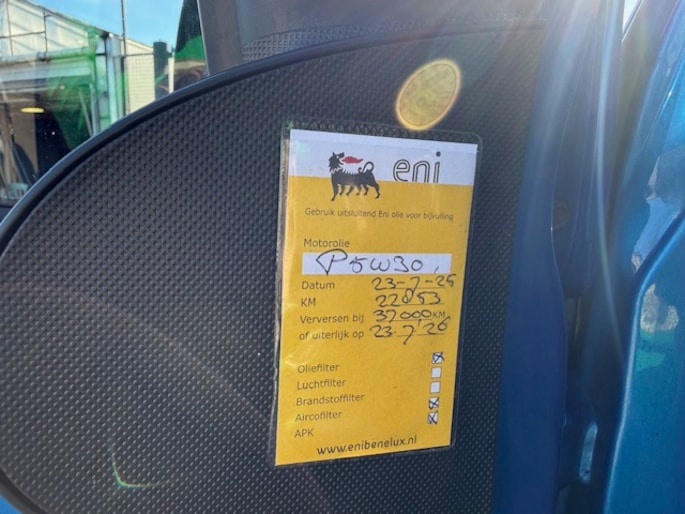 eni
Gebruik uitsluitend Eni olie voor bijvulling
Motorolie
P5W30,
Datum 23-7-25
KM 22053
Verversen bij 37000 KM
of uiterlijk op 23-7-26
Oliefilter
Luchtfilter
Brandstoffilter
Aircofilter
APK
www.enibenelux.nl